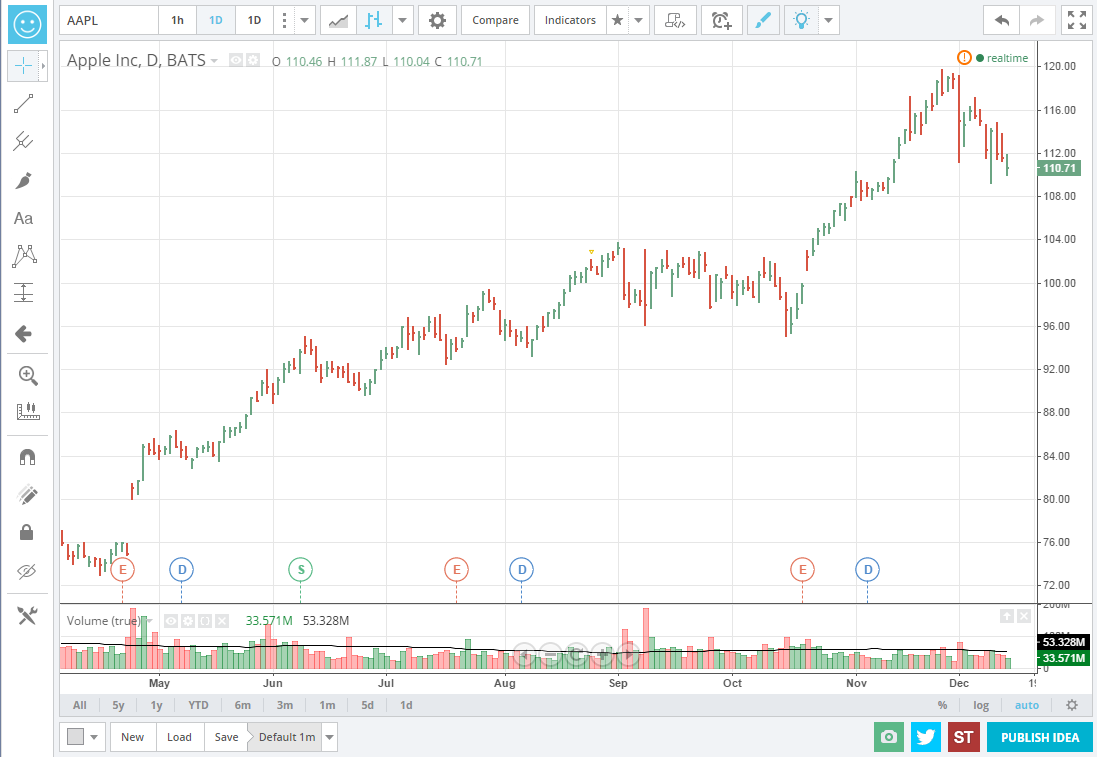 AAPL 1h 1D 1D Compare Indicators
Apple Inc, D, BATS O 110.46 H 111.87 L 110.04 C 110.71
! realtime
120.00
116.00
112.00
110.71
108.00
104.00
Aa
100.00
96.00
92.00
88.00
84.00
80.00
76.00
72.00
E D S E D E D
Volume (true) 33.571M 53.328M
200M
53.328M
33.571M
0
May Jun Jul Aug Sep Oct Nov Dec
All 5y 1y YTD 6m 3m 1m 5d 1d % log auto
New Load Save Default 1m ST PUBLISH IDEA